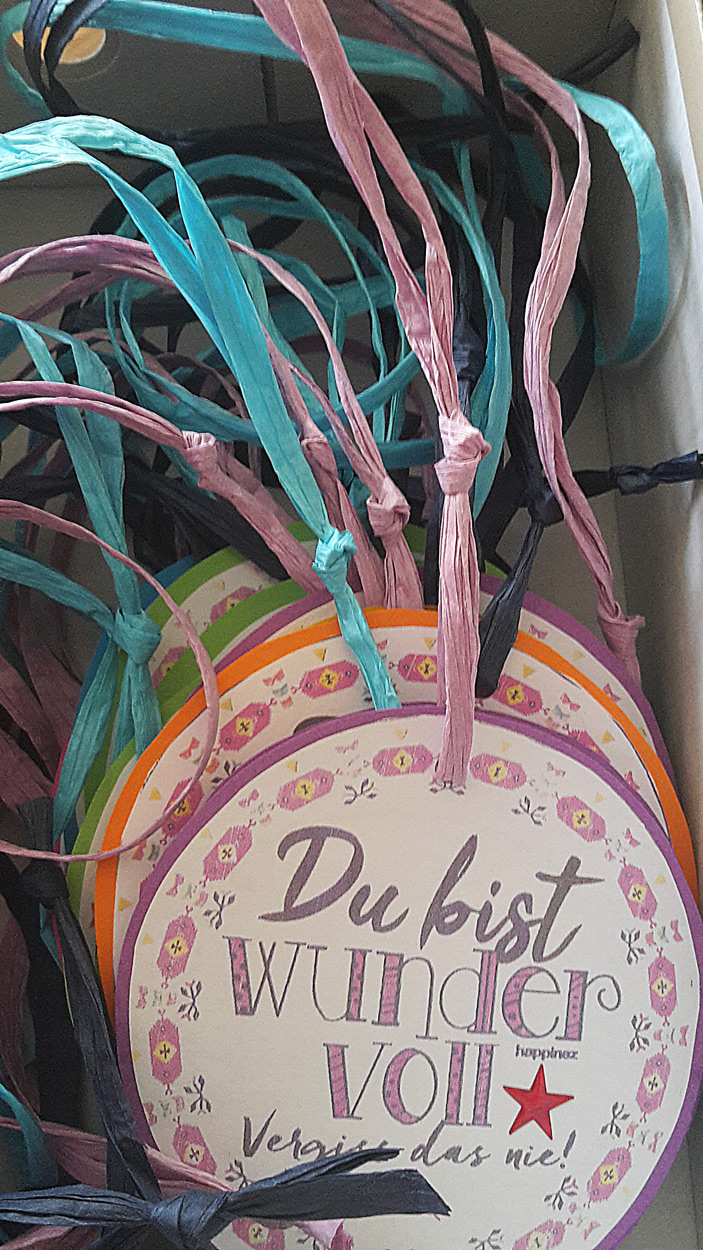 Du bist
wunder
voll
happinez
Vergiss das nie!